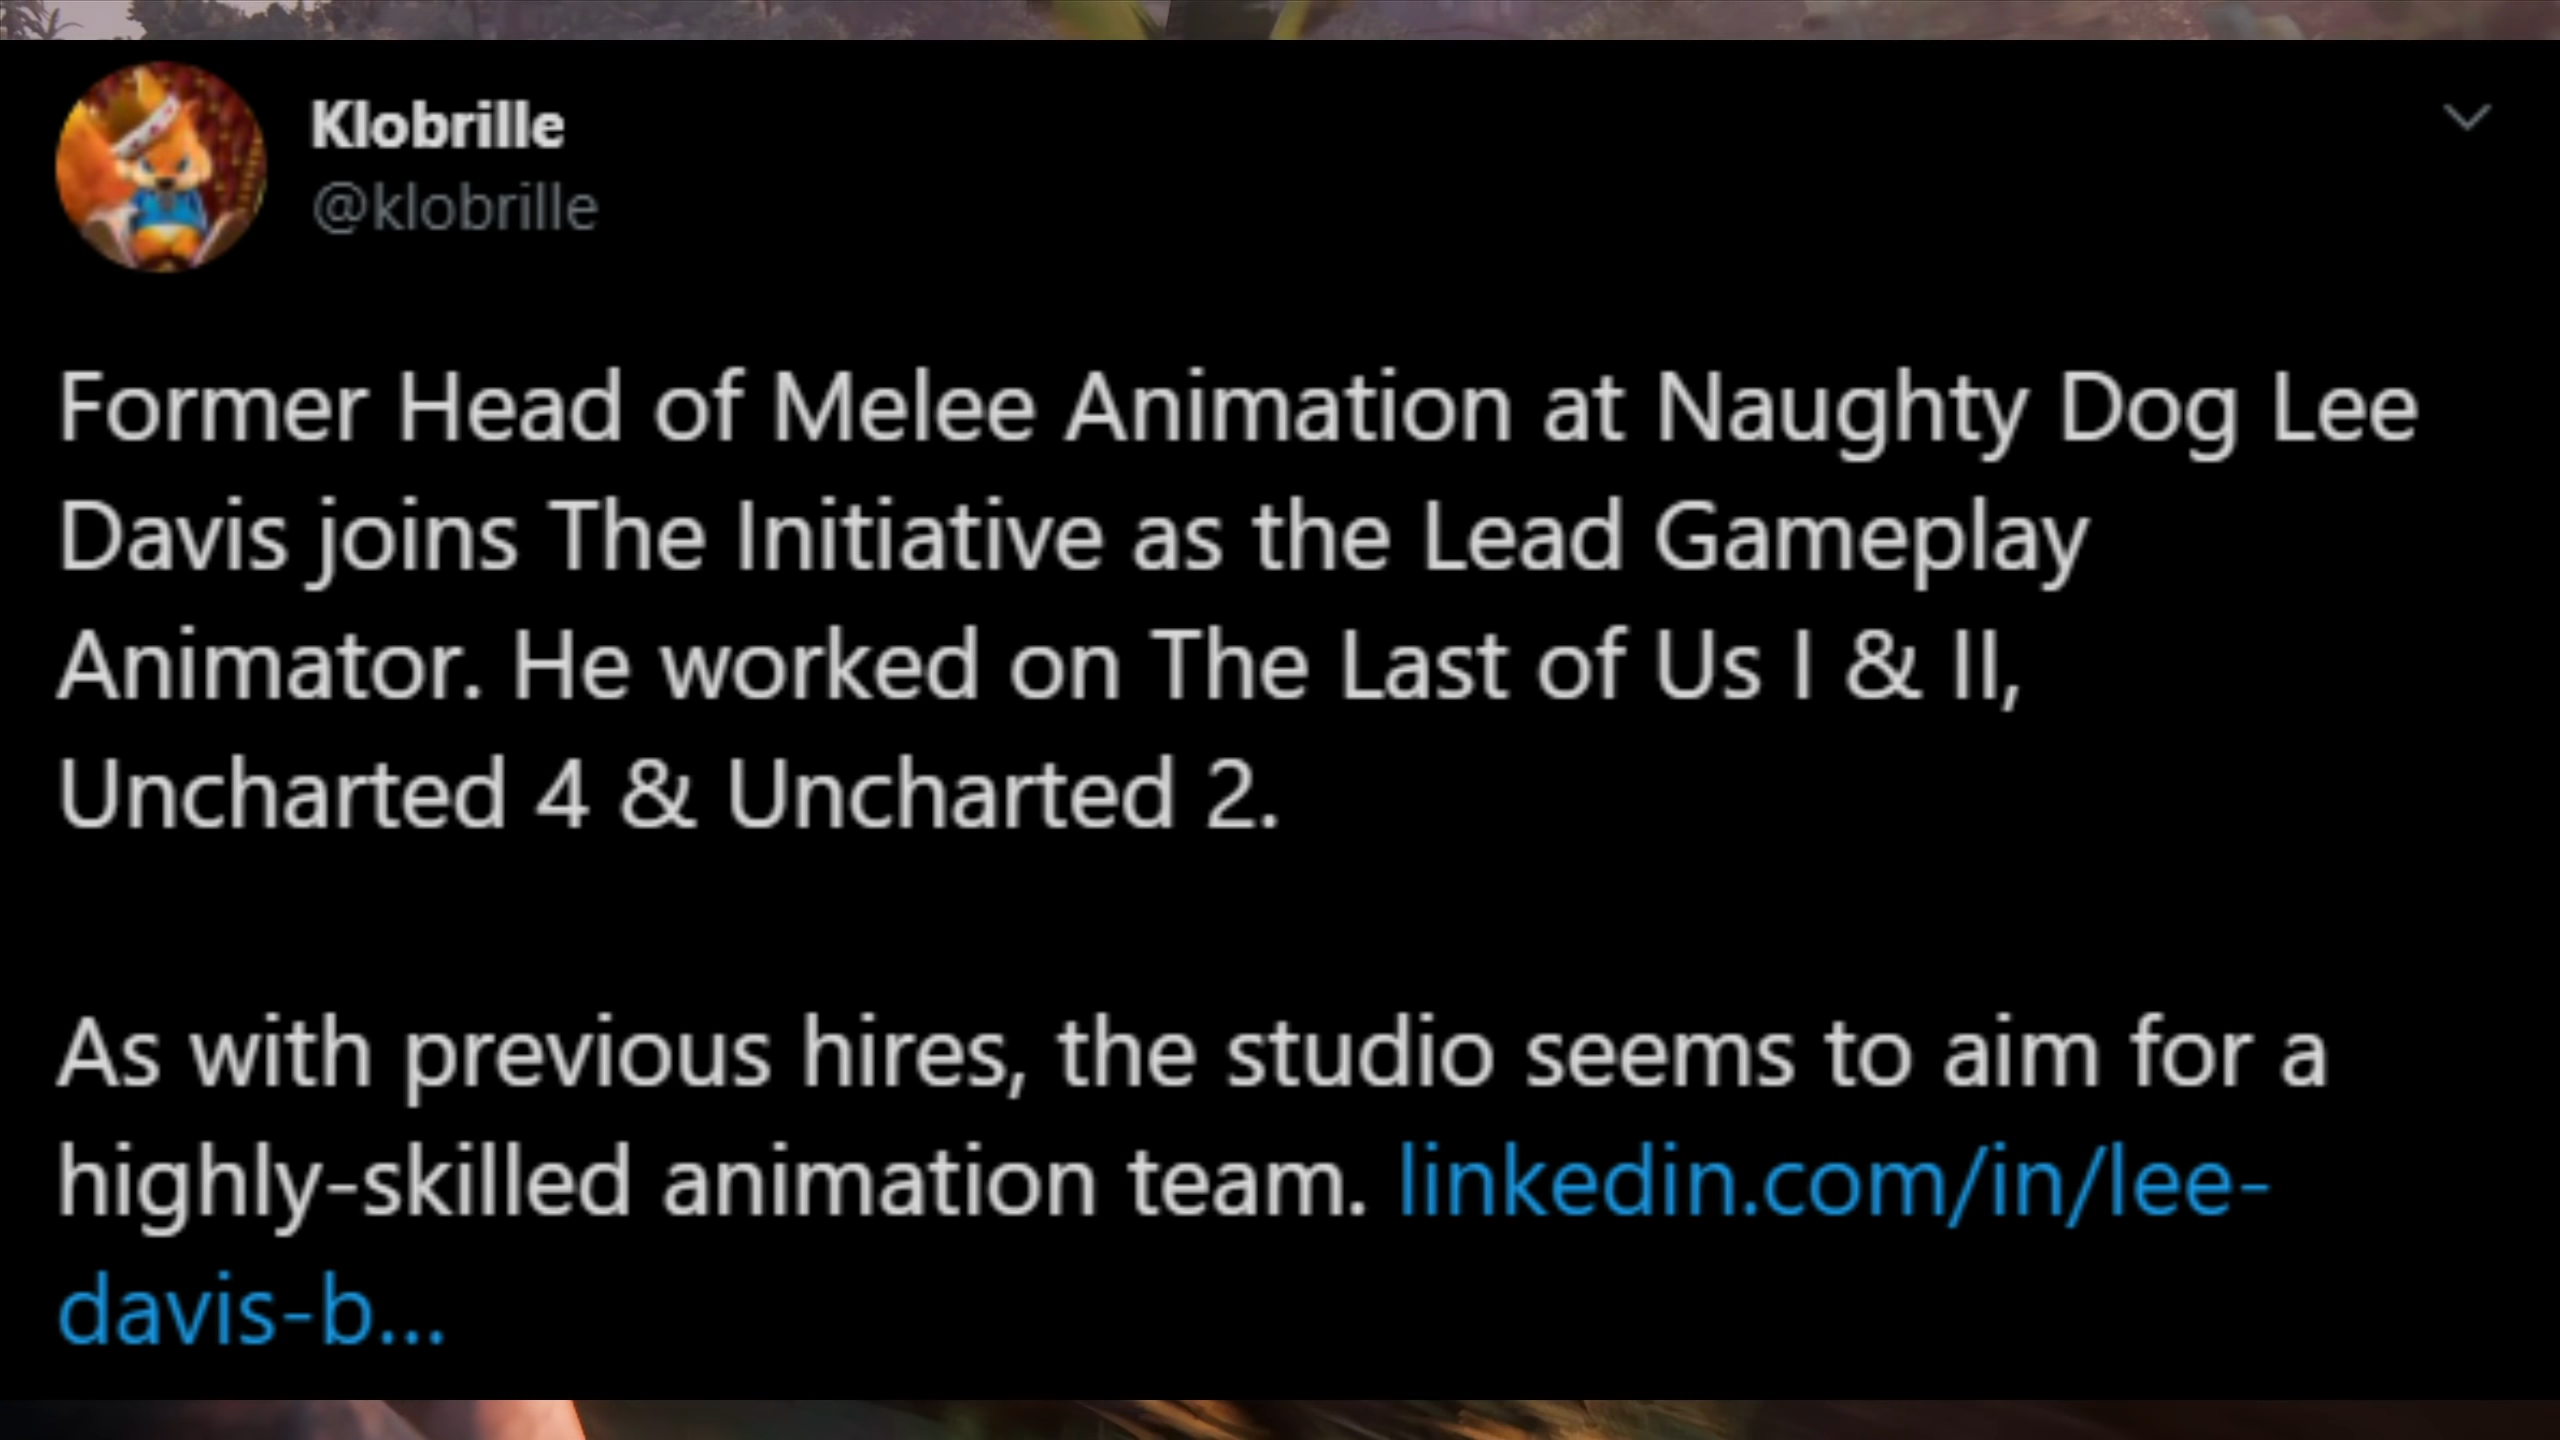 Klobrille
@klobrille
Former Head of Melee Animation at Naughty Dog Lee
Davis joins The Initiative as the Lead Gameplay
Animator. He worked on The Last of Us I & II,
Uncharted 4 & Uncharted 2.
As with previous hires, the studio seems to aim for a
highly-skilled animation team. linkedin.com/in/lee-
davis-b...